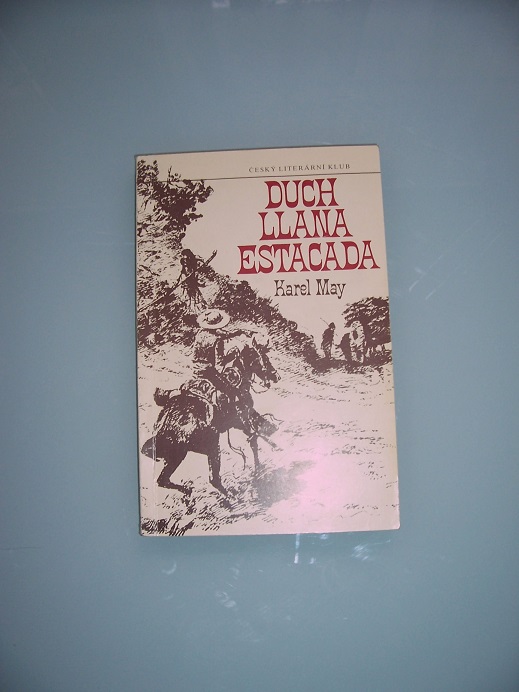 ČESKÝ LITERÁRNÍ KLUB
DUCH
LLANA
ESTACADA
Karel May